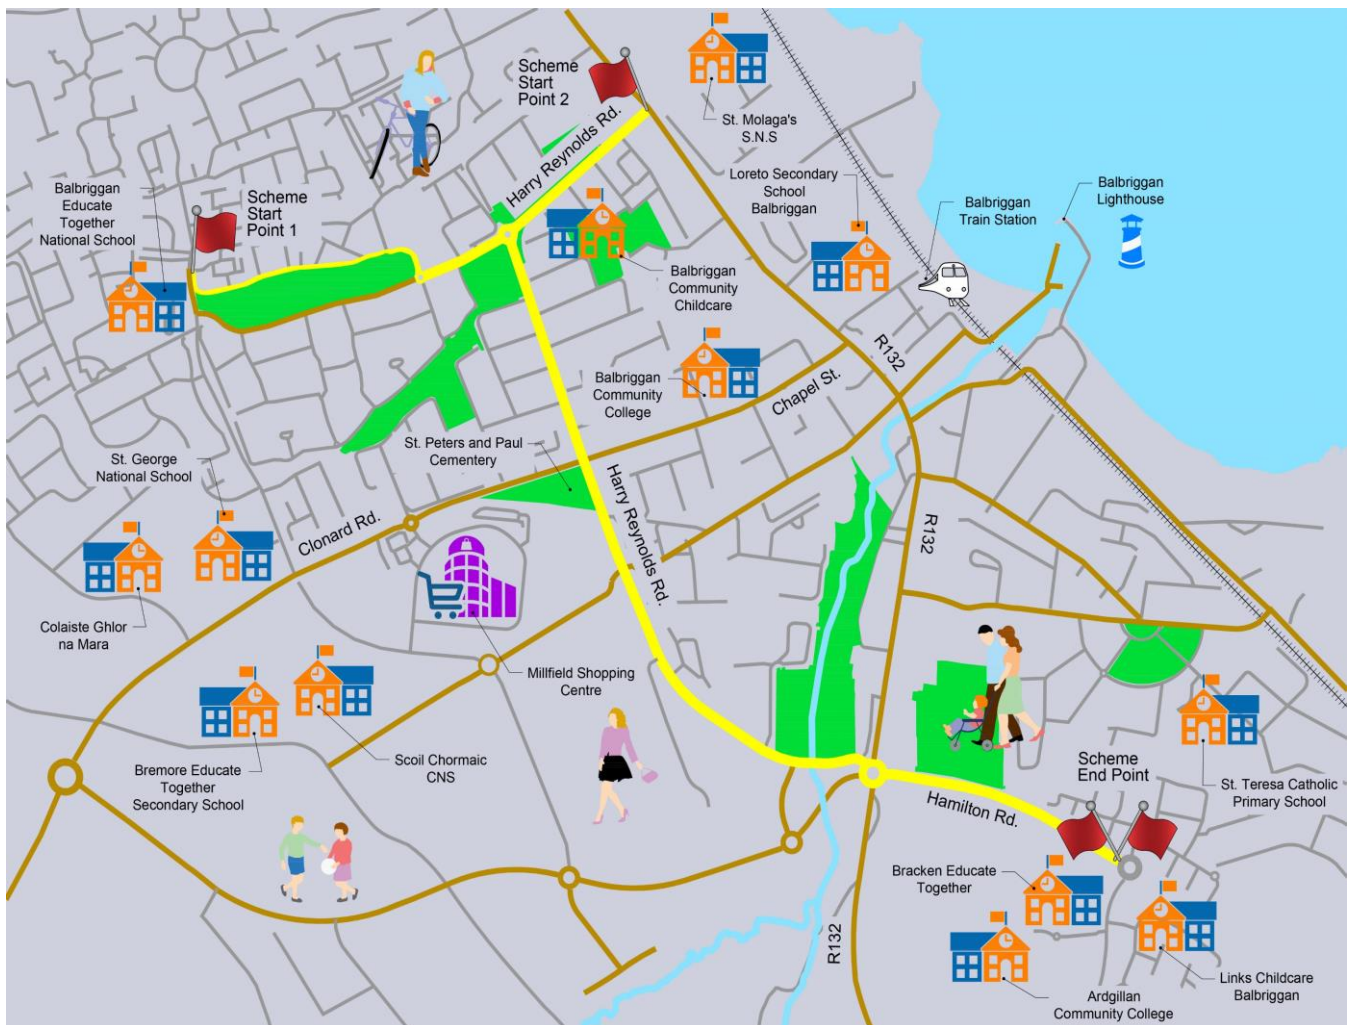 Scheme
Start
Point 2
St. Molaga's
S.N.S
Harry Reynolds Rd.
Balbriggan
Educate
Together
National School
Scheme
Start
Point 1
Loreto Secondary
School
Balbriggan
Balbriggan
Train Station
Balbriggan
Lighthouse
Balbriggan
Community
Childcare
R132
Balbriggan
Community
College
Chapel St.
St. Peters and Paul
Cementery
St. George
National School
Clonard Rd.
Harry Reynolds Rd.
R132
Colaiste Ghlor
na Mara
Millfield Shopping
Centre
Bremore Educate
Together
Secondary School
Scoil Chormaic
CNS
Scheme
End Point
St. Teresa Catholic
Primary School
Hamilton Rd.
Bracken Educate
Together
R132
Links Childcare
Balbriggan
Ardgillan
Community College